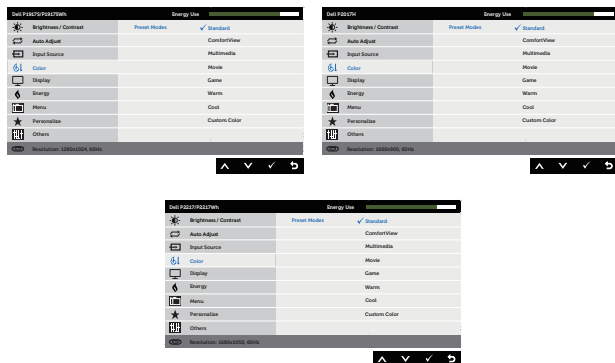 Dell P1917S/P1917SWh Energy Use
Brightness / Contrast Preset Modes ✓ Standard
Auto Adjust ComfortView
Input Source Multimedia
Color Movie
Display Game
Energy Warm
Menu Cool
Personalize Custom Color
Others
Resolution: 1280x1024, 60Hz
Dell P2017H Energy Use
Brightness / Contrast Preset Modes ✓ Standard
Auto Adjust ComfortView
Input Source Multimedia
Color Movie
Display Game
Energy Warm
Menu Cool
Personalize Custom Color
Others
Resolution: 1600x900, 60Hz
Dell P2217/P2217Wh Energy Use
Brightness / Contrast Preset Modes ✓ Standard
Auto Adjust ComfortView
Input Source Multimedia
Color Movie
Display Game
Energy Warm
Menu Cool
Personalize Custom Color
Others
Resolution: 1680x1050, 60Hz